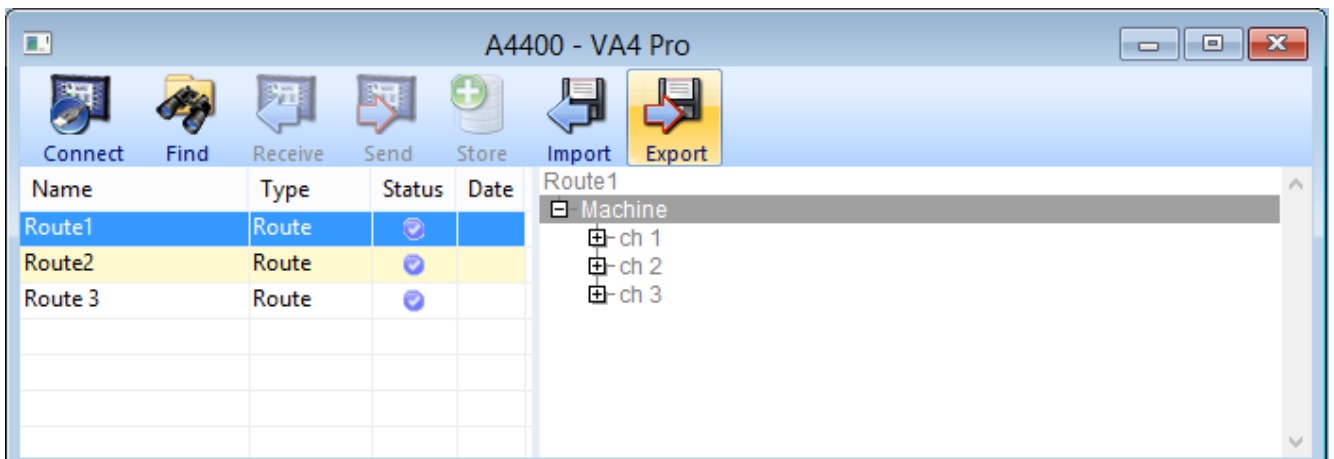 A4400 - VA4 Pro
Connect Find Receive Send Store Import Export
Name Type Status Date
Route1 Route
Route2 Route
Route 3 Route
Route1
Machine
ch 1
ch 2
ch 3